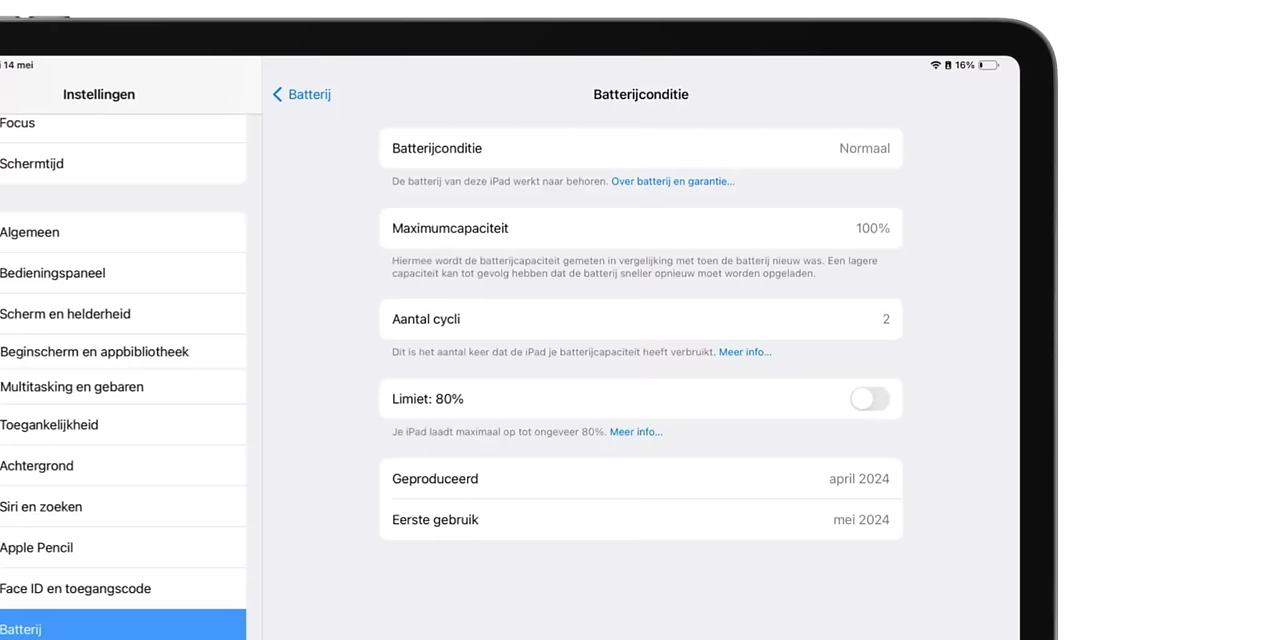 14 mei
16%
Instellingen
Focus
Schermtijd
Algemeen
Bedieningspaneel
Scherm en helderheid
Beginscherm en appbibliotheek
Multitasking en gebaren
Toegankelijkheid
Achtergrond
Siri en zoeken
Apple Pencil
Face ID en toegangscode
Batterij
Batterij
Batterijconditie
Batterijconditie Normaal
De batterij van deze iPad werkt naar behoren. Over batterij en garantie...
Maximumcapaciteit 100%
Hiermee wordt de batterijcapaciteit gemeten in vergelijking met toen de batterij nieuw was. Een lagere
capaciteit kan tot gevolg hebben dat de batterij sneller opnieuw moet worden opgeladen.
Aantal cycli 2
Dit is het aantal keer dat de iPad je batterijcapaciteit heeft verbruikt. Meer info...
Limiet: 80%
Je iPad laadt maximaal op tot ongeveer 80%. Meer info...
Geproduceerd april 2024
Eerste gebruik mei 2024